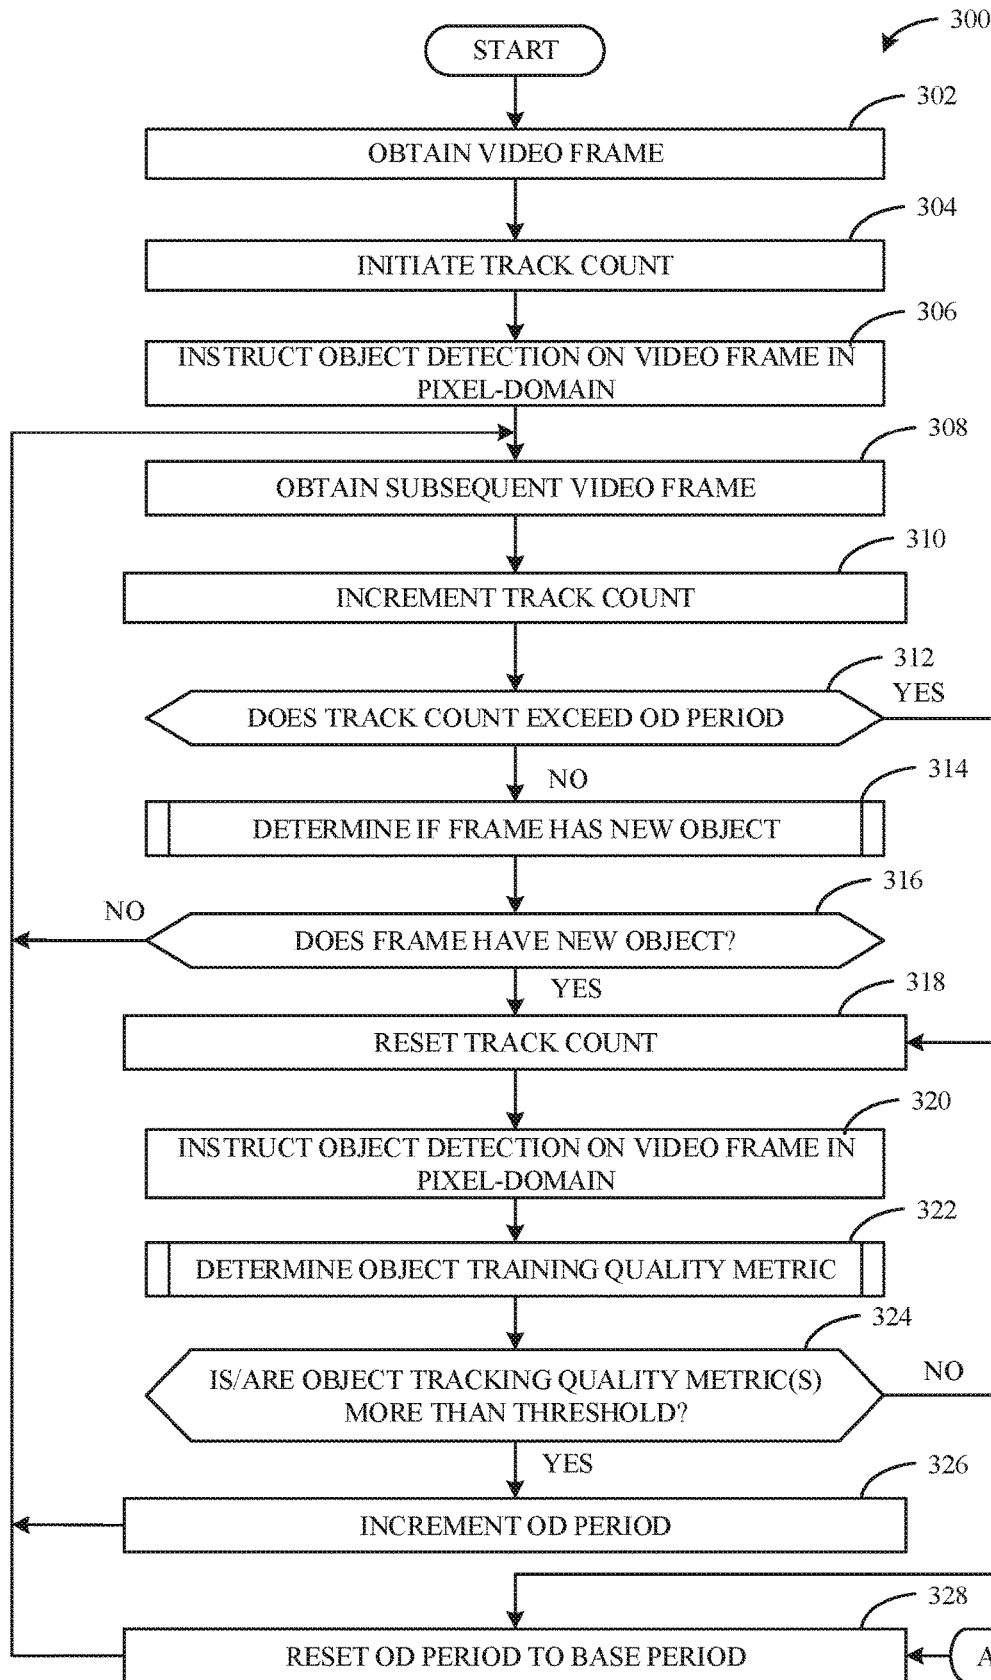 300
START
302
OBTAIN VIDEO FRAME
304
INITIATE TRACK COUNT
306
INSTRUCT OBJECT DETECTION ON VIDEO FRAME IN
PIXEL-DOMAIN
308
OBTAIN SUBSEQUENT VIDEO FRAME
310
INCREMENT TRACK COUNT
312
YES
DOES TRACK COUNT EXCEED OD PERIOD
NO
314
DETERMINE IF FRAME HAS NEW OBJECT
316
NO
DOES FRAME HAVE NEW OBJECT?
YES
318
RESET TRACK COUNT
320
INSTRUCT OBJECT DETECTION ON VIDEO FRAME IN
PIXEL-DOMAIN
322
DETERMINE OBJECT TRAINING QUALITY METRIC
324
IS/ARE OBJECT TRACKING QUALITY METRIC(S)
MORE THAN THRESHOLD?
NO
YES
326
INCREMENT OD PERIOD
328
RESET OD PERIOD TO BASE PERIOD
A